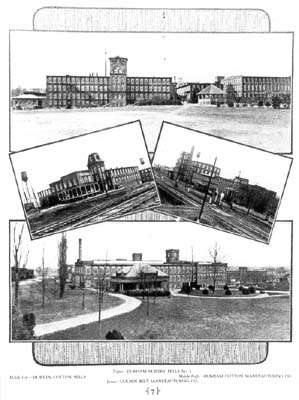 Upper—DURHAM HOSIERY MILLS No. 1
Middle Left—DURHAM COTTON MILLS Middle Right—DURHAM COTTON MANUFACTURING CO.
Lower—GOLDEN BELT MANUFACTURING CO.
7